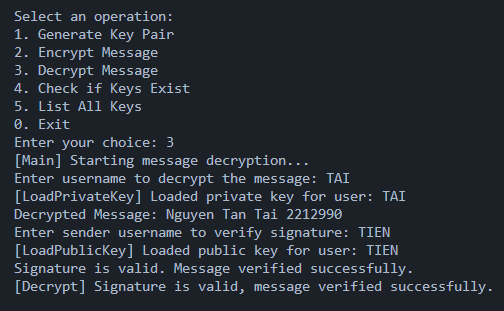 Select an operation:
1. Generate Key Pair
2. Encrypt Message
3. Decrypt Message
4. Check if Keys Exist
5. List All Keys
0. Exit
Enter your choice: 3
[Main] Starting message decryption...
Enter username to decrypt the message: TAI
[LoadPrivateKey] Loaded private key for user: TAI
Decrypted Message: Nguyen Tan Tai 2212990
Enter sender username to verify signature: TIEN
[LoadPublicKey] Loaded public key for user: TIEN
Signature is valid. Message verified successfully.
[Decrypt] Signature is valid, message verified successfully.